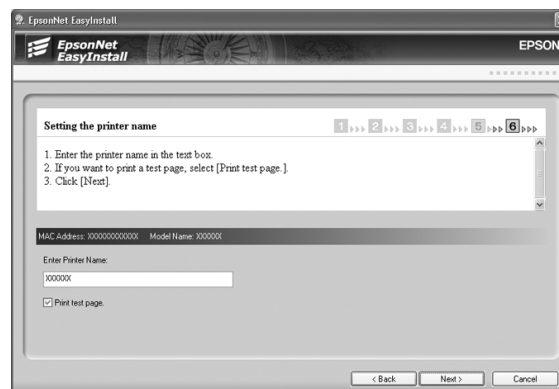 EpsonNet EasyInstall
EpsonNet
EasyInstall
EPSON
Setting the printer name
1 2 3 4 5 6
1. Enter the printer name in the text box.
2. If you want to print a test page, select [Print test page.].
3. Click [Next].
MAC Address: XXXXXXXXXXXX Model Name: XXXXXX
Enter Printer Name:
XXXXXX
Print test page.
< Back Next > Cancel